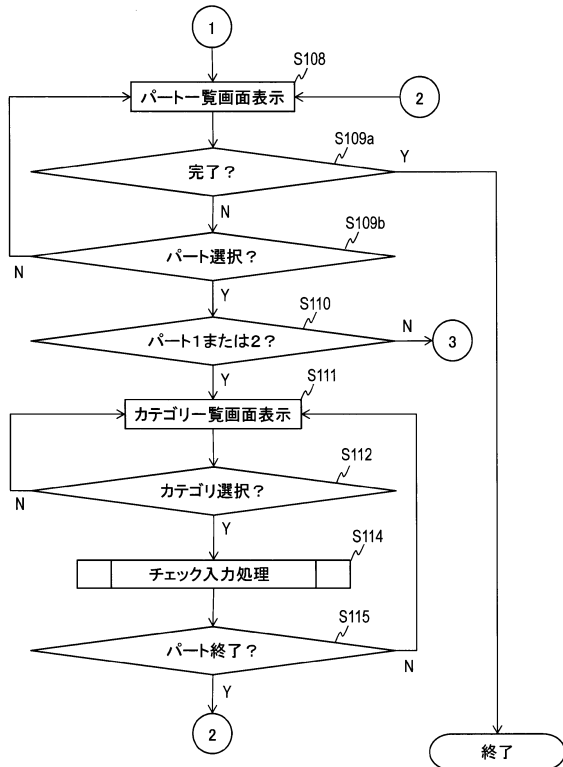 1
S108
パート一覧画面表示
2
S109a
完了？
Y
N
S109b
パート選択？
N
Y
S110
パート1または2？
N
3
Y
S111
カテゴリ一覧画面表示
S112
カテゴリ選択？
N
Y
S114
チェック入力処理
S115
パート終了？
N
Y
2
終了